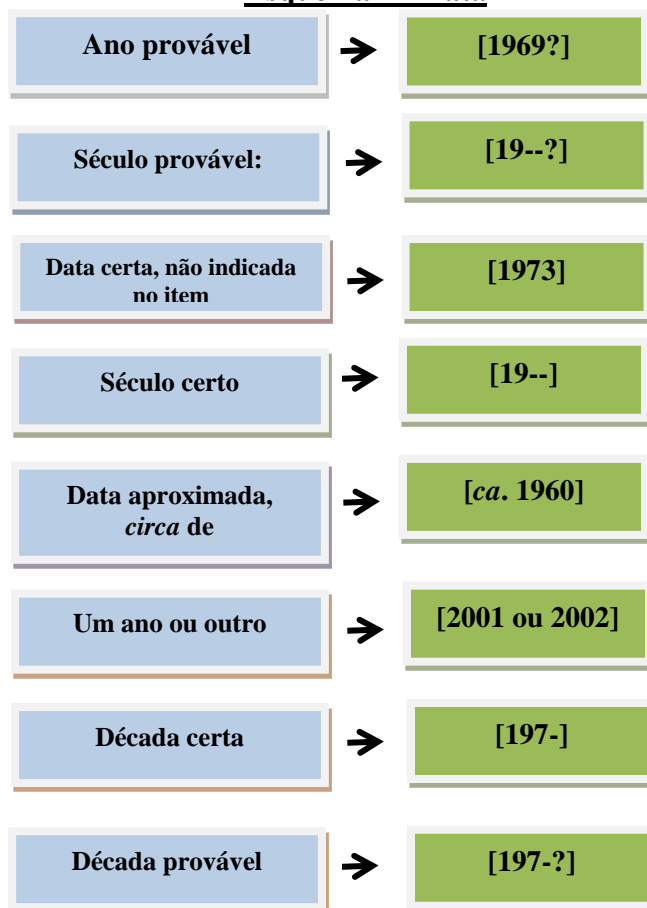 Ano provável
[1969?]
Século provável:
[19--?]
Data certa, não indicada
no item
[1973]
Século certo
[19--]
Data aproximada,
circa de
[ca. 1960]
Um ano ou outro
[2001 ou 2002]
Década certa
[197-]
Década provável
[197-?]